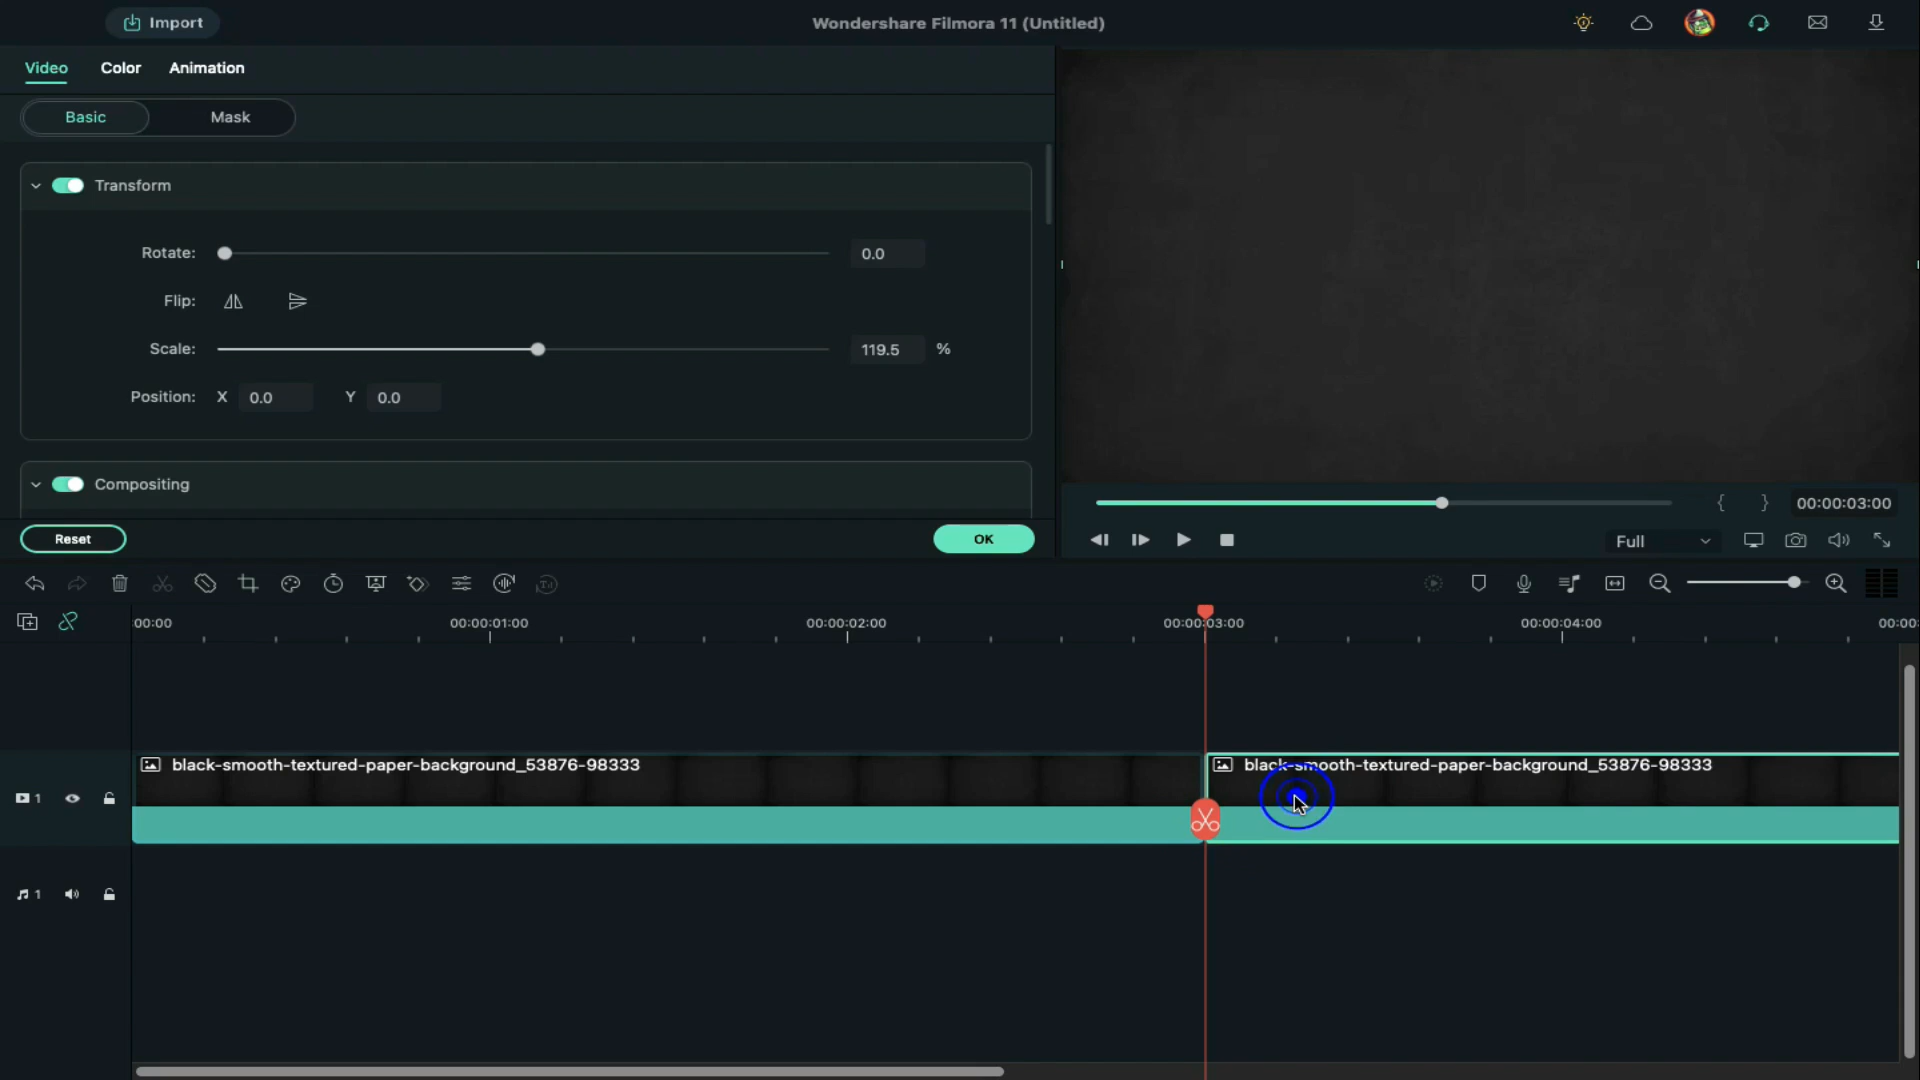 Import
Wondershare Filmora 11 (Untitled)
Video Color Animation
Basic Mask
Transform
Rotate: 0.0
Flip:
Scale: 119.5 %
Position: X 0.0 Y 0.0
Compositing
Reset OK
{ } 00:00:03:00
Full
:00:00 00:00:01:00 00:00:02:00 00:00:03:00 00:00:04:00 00:00:
black-smooth-textured-paper-background_53876-98333 black-smooth-textured-paper-background_53876-98333
1
1